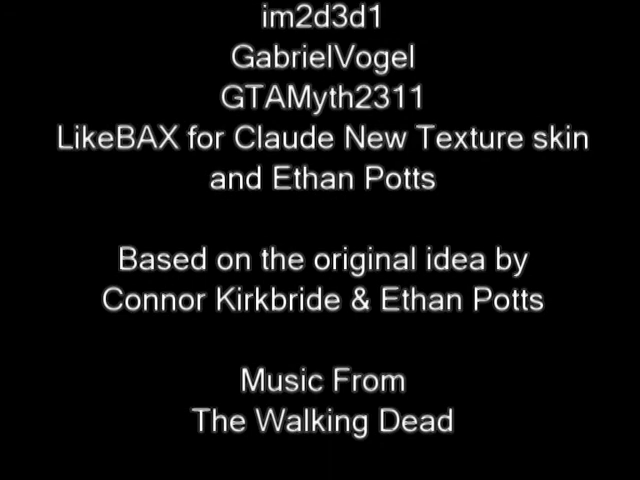 im2d3d1
GabrielVogel
GTAMyth2311
LikeBAX for Claude New Texture skin
and Ethan Potts
Based on the original idea by
Connor Kirkbride & Ethan Potts
Music From
The Walking Dead